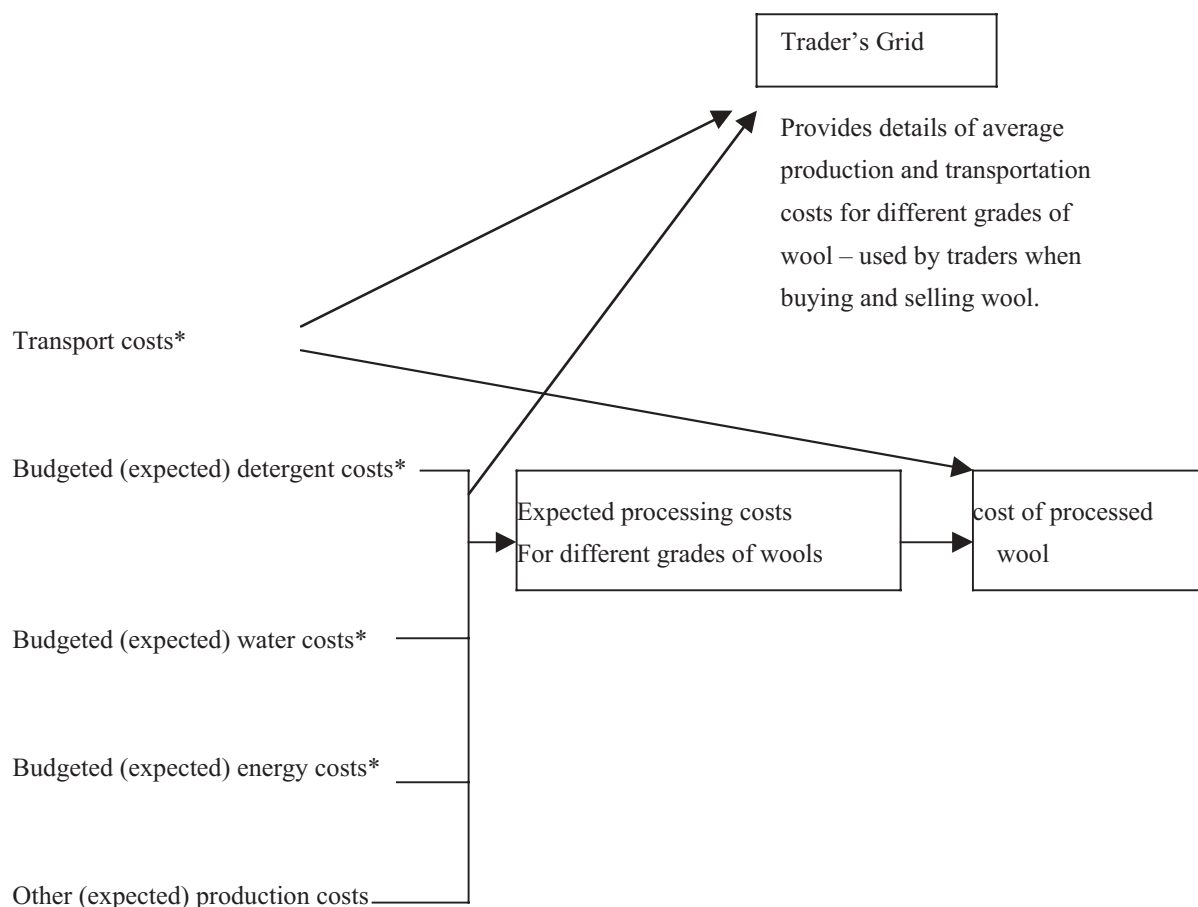 Trader’s Grid
Provides details of average
production and transportation
costs for different grades of
wool – used by traders when
buying and selling wool.
Transport costs*
Budgeted (expected) detergent costs*
Expected processing costs
For different grades of wools
cost of processed
wool
Budgeted (expected) water costs*
Budgeted (expected) energy costs*
Other (expected) production costs